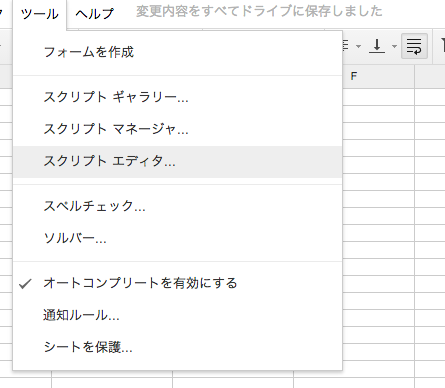 ツール ヘルプ 変更内容をすべてドライブに保存しました
フォームを作成
F
スクリプト ギャラリー...
スクリプト マネージャ...
スクリプト エディタ...
スペルチェック...
ソルバー...
オートコンプリートを有効にする
通知ルール...
シートを保護...